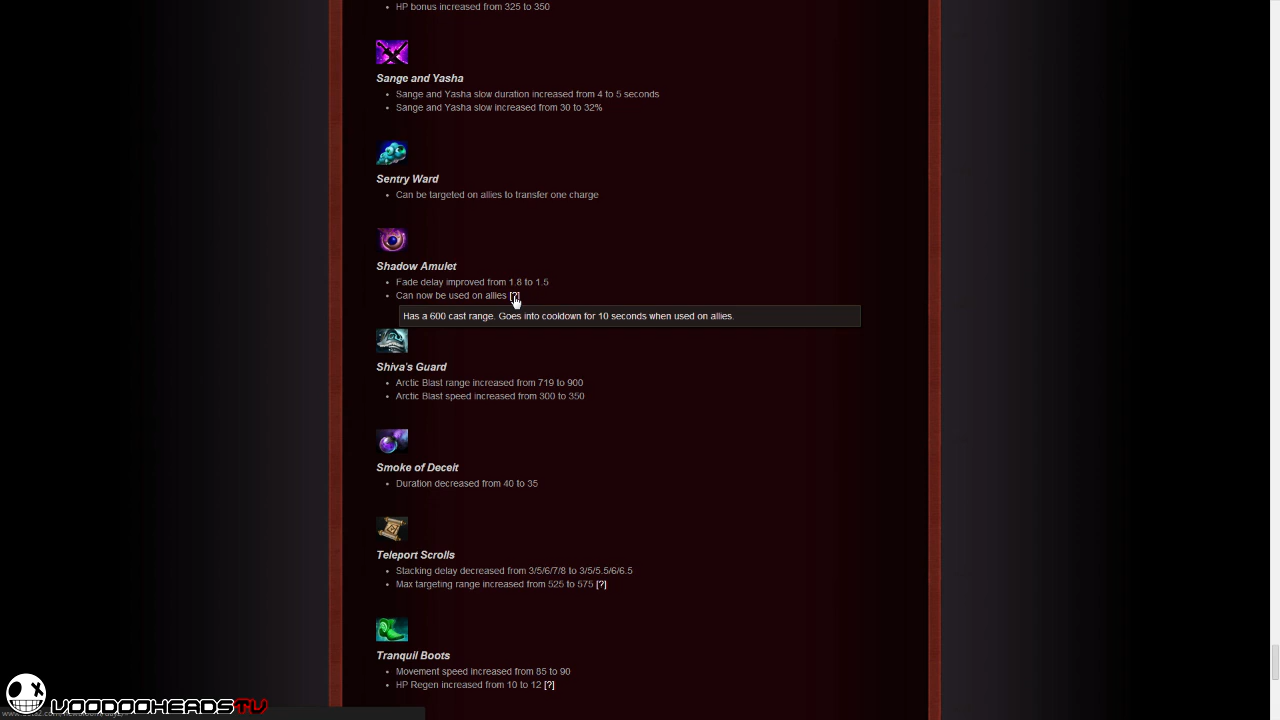 HP bonus increased from 325 to 350
Sange and Yasha
Sange and Yasha slow duration increased from 4 to 5 seconds
Sange and Yasha slow increased from 30 to 32%
Sentry Ward
Can be targeted on allies to transfer one charge
Shadow Amulet
Fade delay improved from 1.8 to 1.5
Can now be used on allies [?]
Has a 600 cast range. Goes into cooldown for 10 seconds when used on allies.
Shiva's Guard
Arctic Blast range increased from 719 to 900
Arctic Blast speed increased from 300 to 350
Smoke of Deceit
Duration decreased from 40 to 35
Teleport Scrolls
Stacking delay decreased from 3/5/6/7/8 to 3/5/5.5/6/6.5
Max targeting range increased from 525 to 575 [?]
Tranquil Boots
Movement speed increased from 85 to 90
HP Regen increased from 10 to 12 [?]
VOODOOHEADSTV